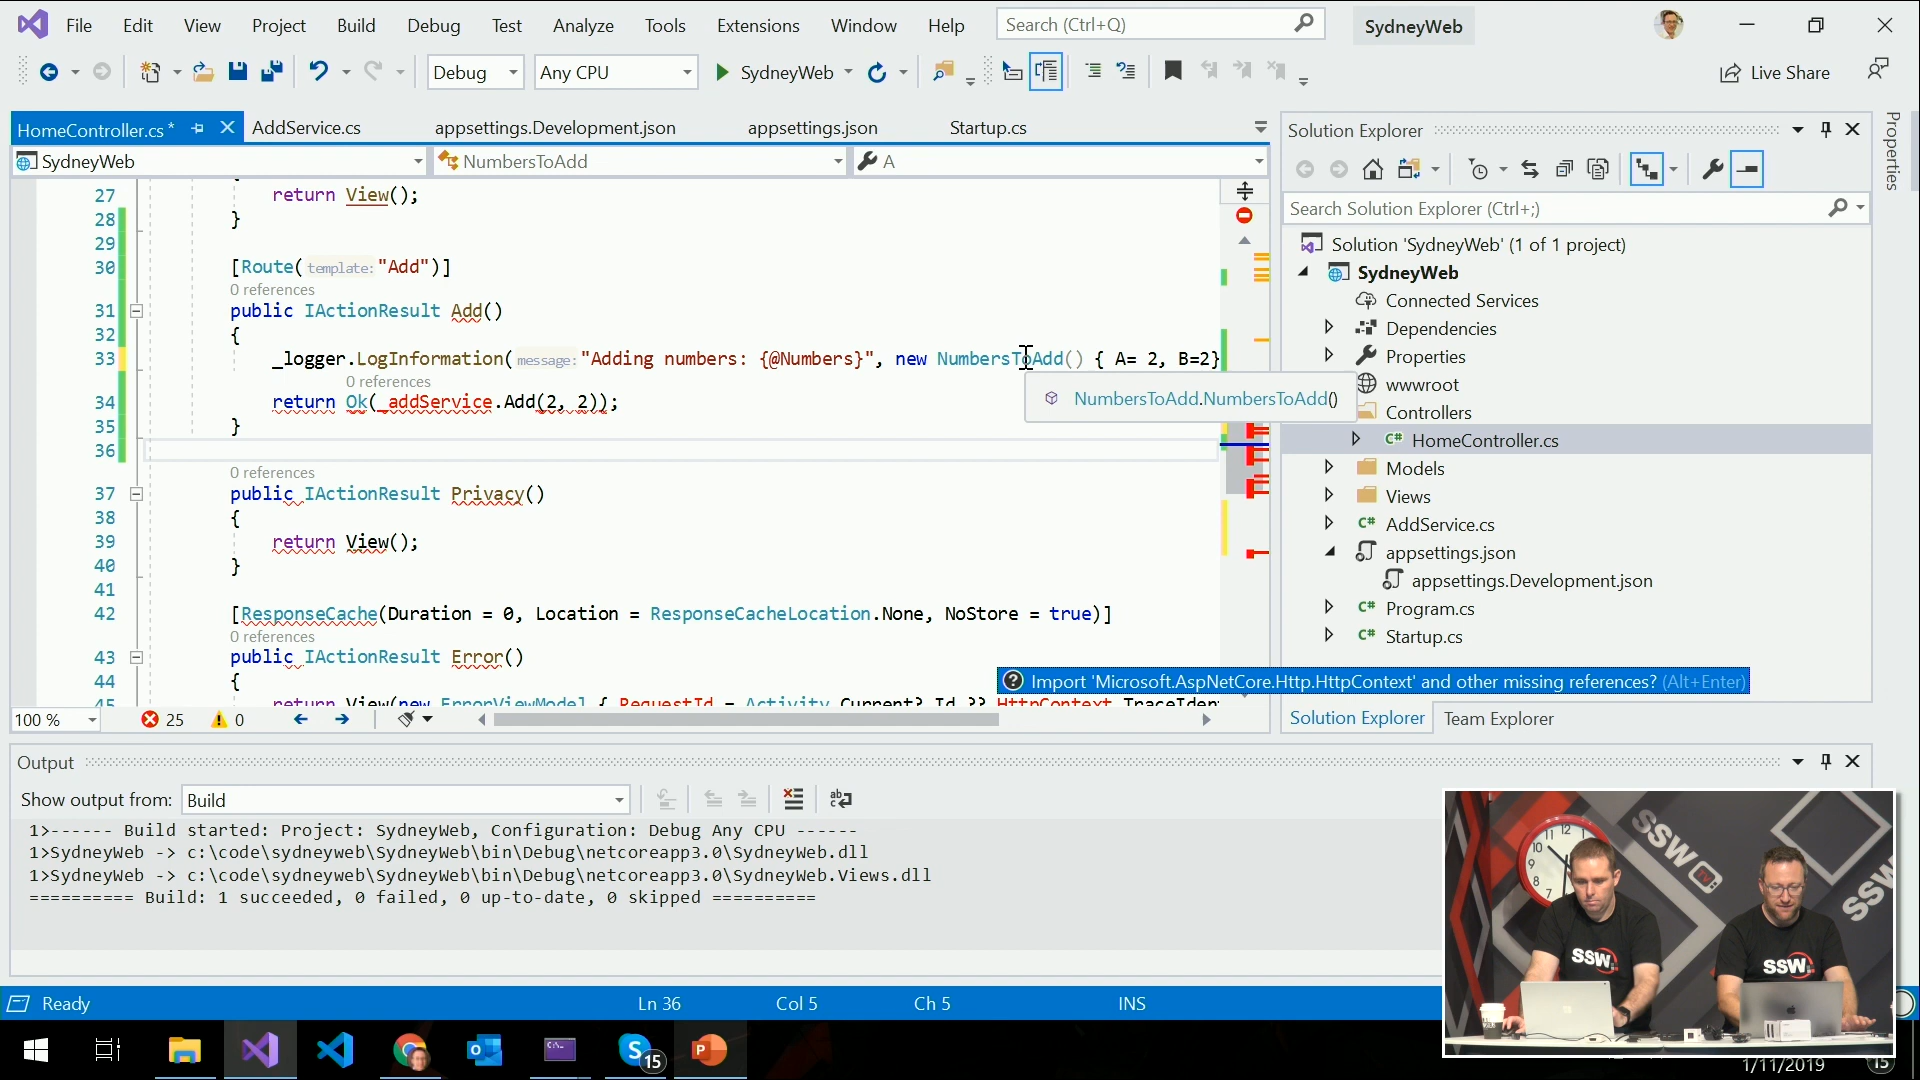 File Edit View Project Build Debug Test Analyze Tools Extensions Window Help Search (Ctrl+Q) SydneyWeb
Debug Any CPU SydneyWeb Live Share
HomeController.cs* AddService.cs appsettings.Development.json appsettings.json Startup.cs
SydneyWeb NumbersToAdd A
27 return View();
28 }
29
30 [Route(template: "Add")]
0 references
31 public IActionResult Add()
32 {
33 _logger.LogInformation(message: "Adding numbers: {@Numbers}", new NumbersToAdd() { A= 2, B=2}
0 references
34 return Ok(_addService.Add(2, 2));
NumbersToAdd.NumbersToAdd()
35 }
36
0 references
37 public IActionResult Privacy()
38 {
39 return View();
40 }
41
42 [ResponseCache(Duration = 0, Location = ResponseCacheLocation.None, NoStore = true)]
0 references
43 public IActionResult Error()
44 {
45 return View(new ErrorViewModel { RequestId = Activity.Current?.Id ?? HttpContext.TraceIden
Import 'Microsoft.AspNetCore.Http.HttpContext' and other missing references? (Alt+Enter)
100 % 25 0
Solution Explorer
Search Solution Explorer (Ctrl+;)
Solution 'SydneyWeb' (1 of 1 project)
SydneyWeb
Connected Services
Dependencies
Properties
wwwroot
Controllers
C# HomeController.cs
Models
Views
C# AddService.cs
appsettings.json
appsettings.Development.json
C# Program.cs
C# Startup.cs
Solution Explorer Team Explorer
Properties
Output
Show output from: Build
1>------ Build started: Project: SydneyWeb, Configuration: Debug Any CPU ------
1>SydneyWeb -> c:\code\sydneyweb\SydneyWeb\bin\Debug\netcoreapp3.0\SydneyWeb.dll
1>SydneyWeb -> c:\code\sydneyweb\SydneyWeb\bin\Debug\netcoreapp3.0\SydneyWeb.Views.dll
========== Build: 1 succeeded, 0 failed, 0 up-to-date, 0 skipped ==========
Ready Ln 36 Col 5 Ch 5 INS
SSW TV
SSW
SSW
SSW
15
1/11/2019
15